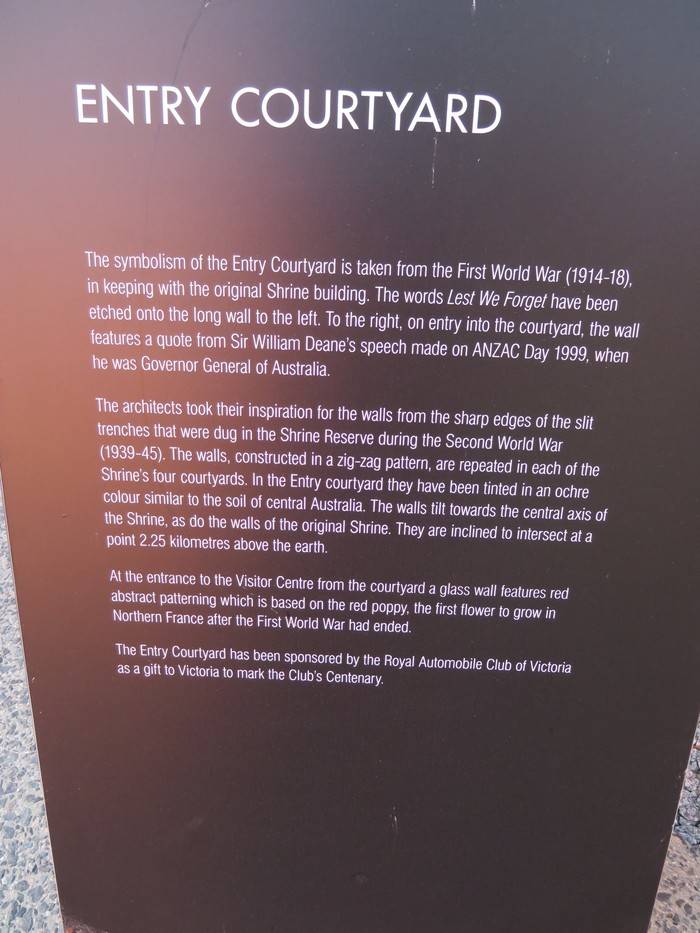 ENTRY COURTYARD
The symbolism of the Entry Courtyard is taken from the First World War (1914-18),
in keeping with the original Shrine building. The words Lest We Forget have been
etched onto the long wall to the left. To the right, on entry into the courtyard, the wall
features a quote from Sir William Deane's speech made on ANZAC Day 1999, when
he was Governor General of Australia.
The architects took their inspiration for the walls from the sharp edges of the slit
trenches that were dug in the Shrine Reserve during the Second World War
(1939-45). The walls, constructed in a zig-zag pattern, are repeated in each of the
Shrine's four courtyards. In the Entry courtyard they have been tinted in an ochre
colour similar to the soil of central Australia. The walls tilt towards the central axis of
the Shrine, as do the walls of the original Shrine. They are inclined to intersect at a
point 2.25 kilometres above the earth.
At the entrance to the Visitor Centre from the courtyard a glass wall features red
abstract patterning which is based on the red poppy, the first flower to grow in
Northern France after the First World War had ended.
The Entry Courtyard has been sponsored by the Royal Automobile Club of Victoria
as a gift to Victoria to mark the Club's Centenary.